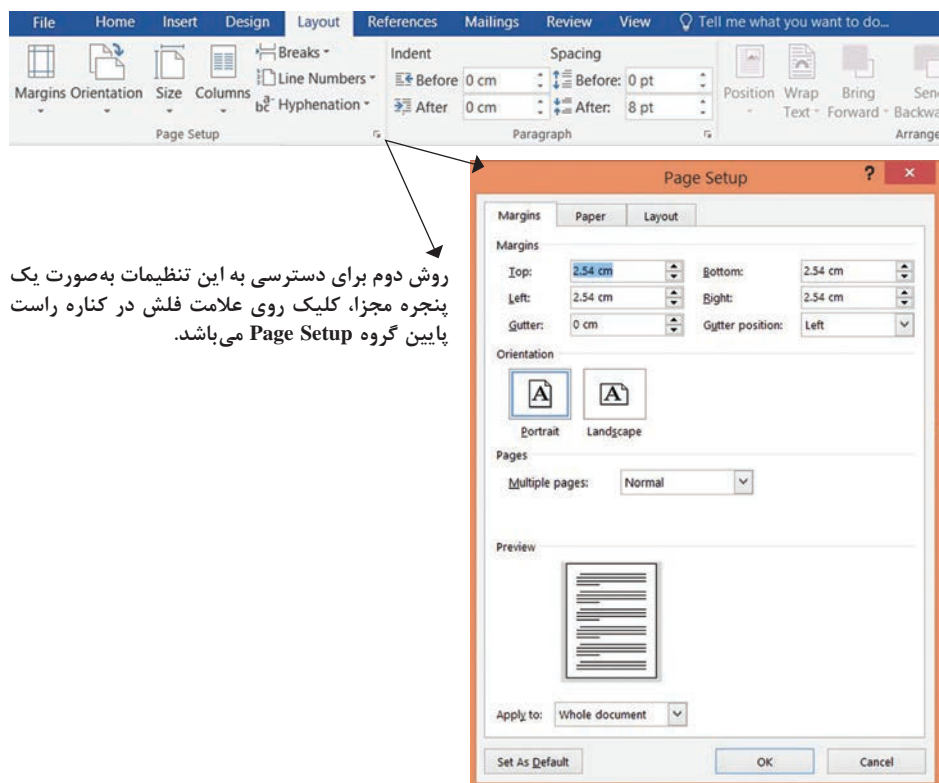 File Home Insert Design Layout References Mailings Review View Tell me what you want to do...
Breaks Indent Spacing
Line Numbers Before 0 cm Before: 0 pt
Margins Orientation Size Columns Hyphenation After 0 cm After: 8 pt Position Wrap Text Bring Forward Sen Backwa
Page Setup Paragraph Arrange
روش دوم برای دسترسی به این تنظیمات به‌صورت یک
پنجره مجزا، کلیک روی علامت فلش در کناره راست
پایین گروه Page Setup می‌باشد.
Page Setup ? ×
Margins Paper Layout
Margins
Top: 2.54 cm Bottom: 2.54 cm
Left: 2.54 cm Right: 2.54 cm
Gutter: 0 cm Gutter position: Left
Orientation
A A
Portrait Landscape
Pages
Multiple pages: Normal
Preview
Apply to: Whole document
Set As Default OK Cancel